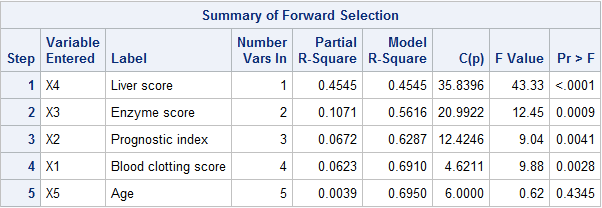 Summary of Forward Selection
Step Variable Entered Label Number Vars In Partial R-Square Model R-Square C(p) F Value Pr > F
1 X4 Liver score 1 0.4545 0.4545 35.8396 43.33 <.0001
2 X3 Enzyme score 2 0.1071 0.5616 20.9922 12.45 0.0009
3 X2 Prognostic index 3 0.0672 0.6287 12.4246 9.04 0.0041
4 X1 Blood clotting score 4 0.0623 0.6910 4.6211 9.88 0.0028
5 X5 Age 5 0.0039 0.6950 6.0000 0.62 0.4345